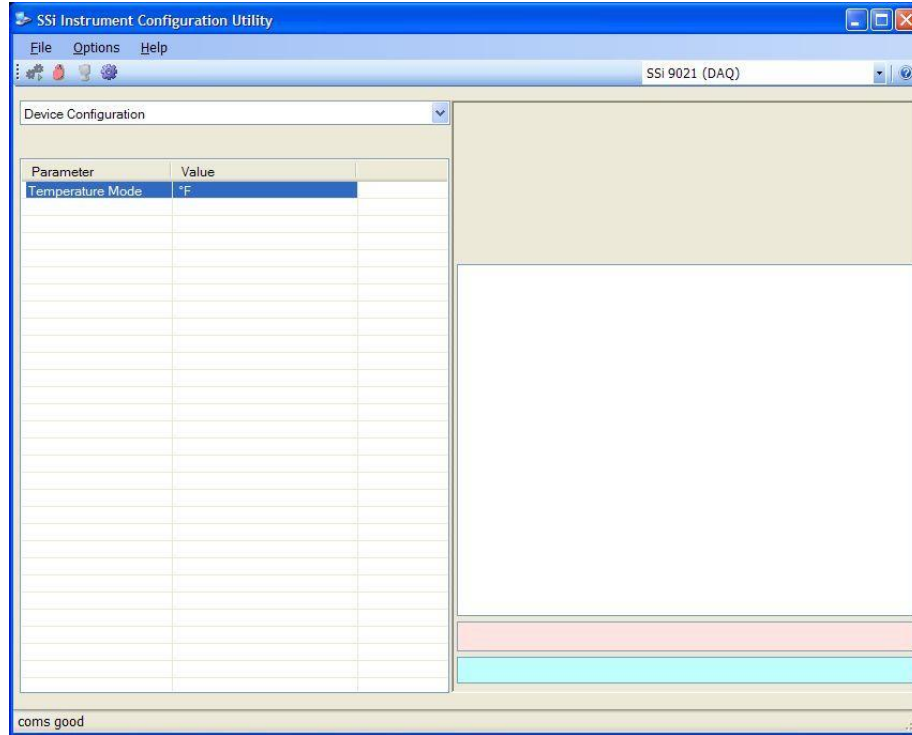 SSi Instrument Configuration Utility
File Options Help
SSi 9021 (DAQ)
Device Configuration
Parameter Value
Temperature Mode °F
coms good